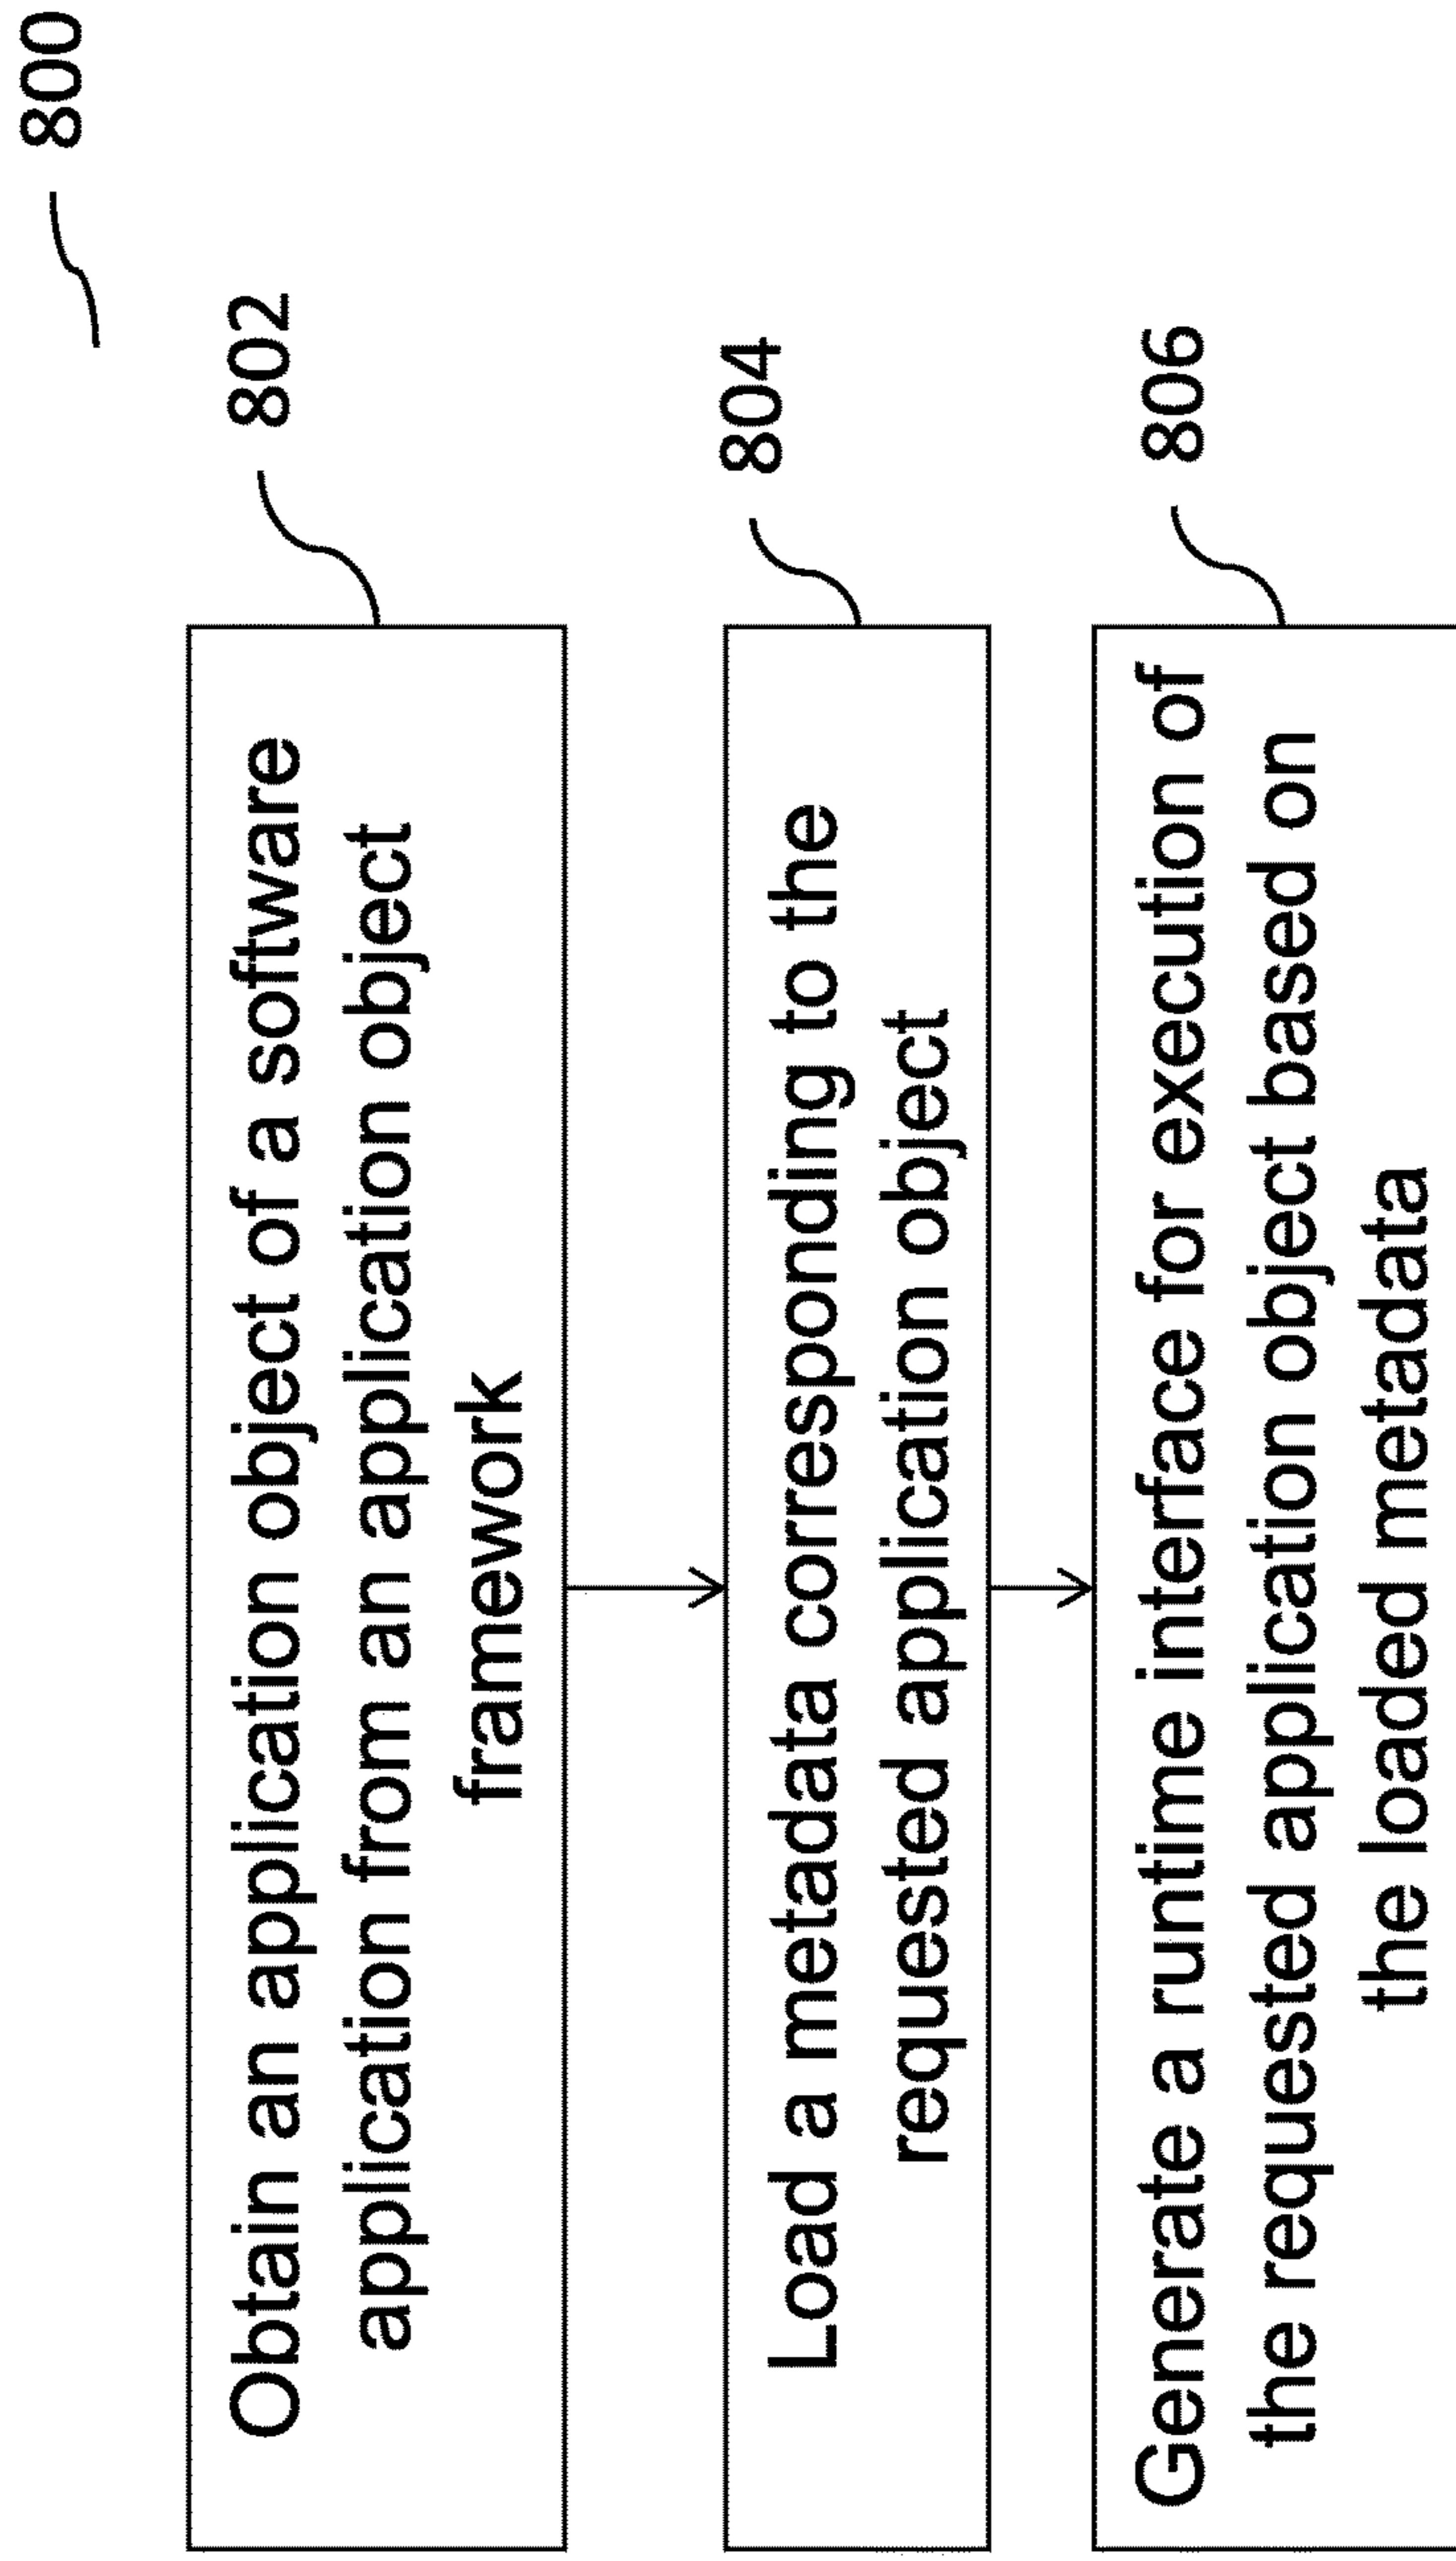 800
802
Obtain an application object of a software
application from an application object
framework
804
Load a metadata corresponding to the
requested application object
806
Generate a runtime interface for execution of
the requested application object based on
the loaded metadata